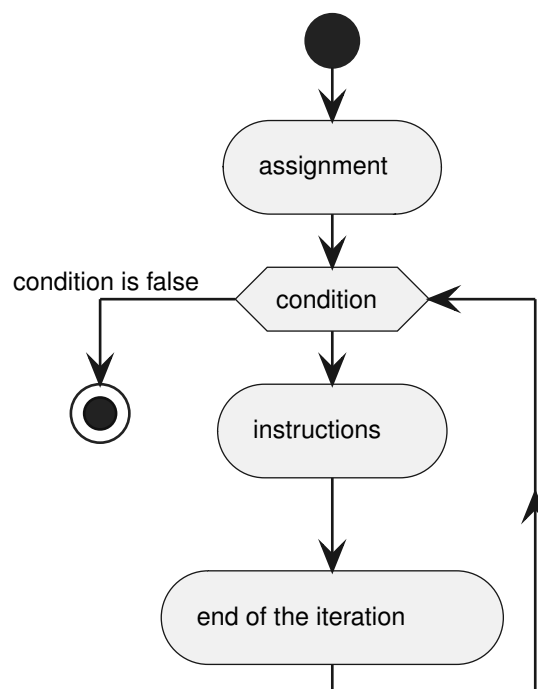 assignment
condition is false
condition
instructions
end of the iteration